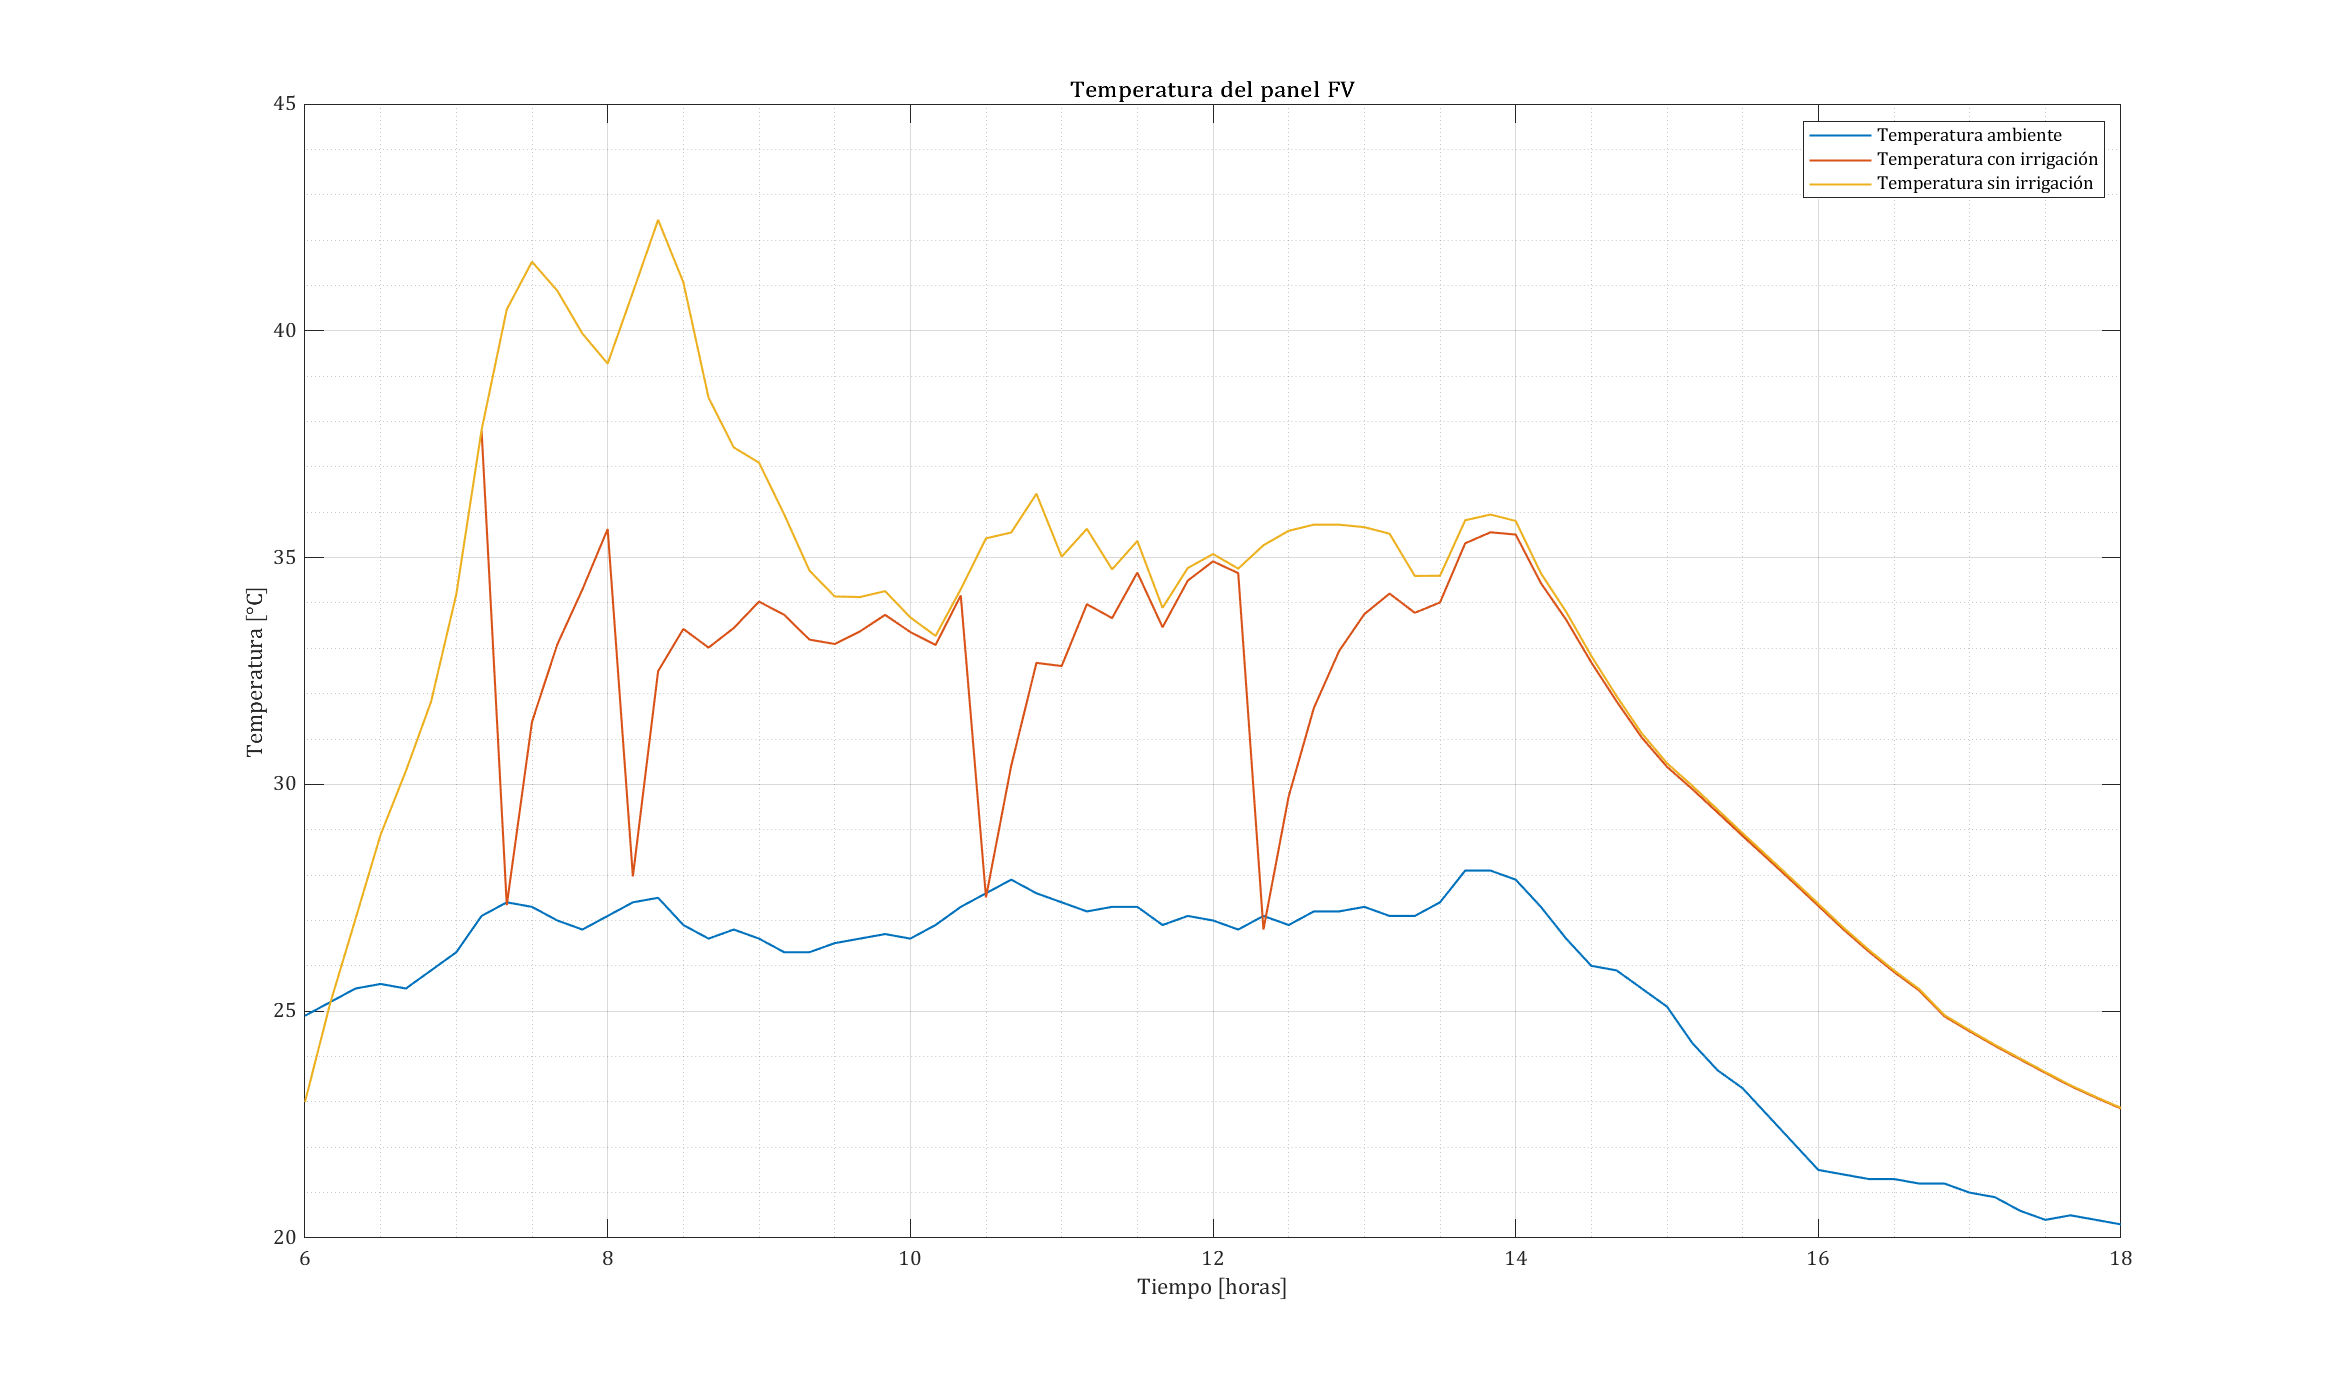 Temperatura del panel FV
Temperatura ambiente
Temperatura con irrigación
Temperatura sin irrigación
Temperatura [°C]
45
40
35
30
25
20
6 8 10 12 14 16 18
Tiempo [horas]